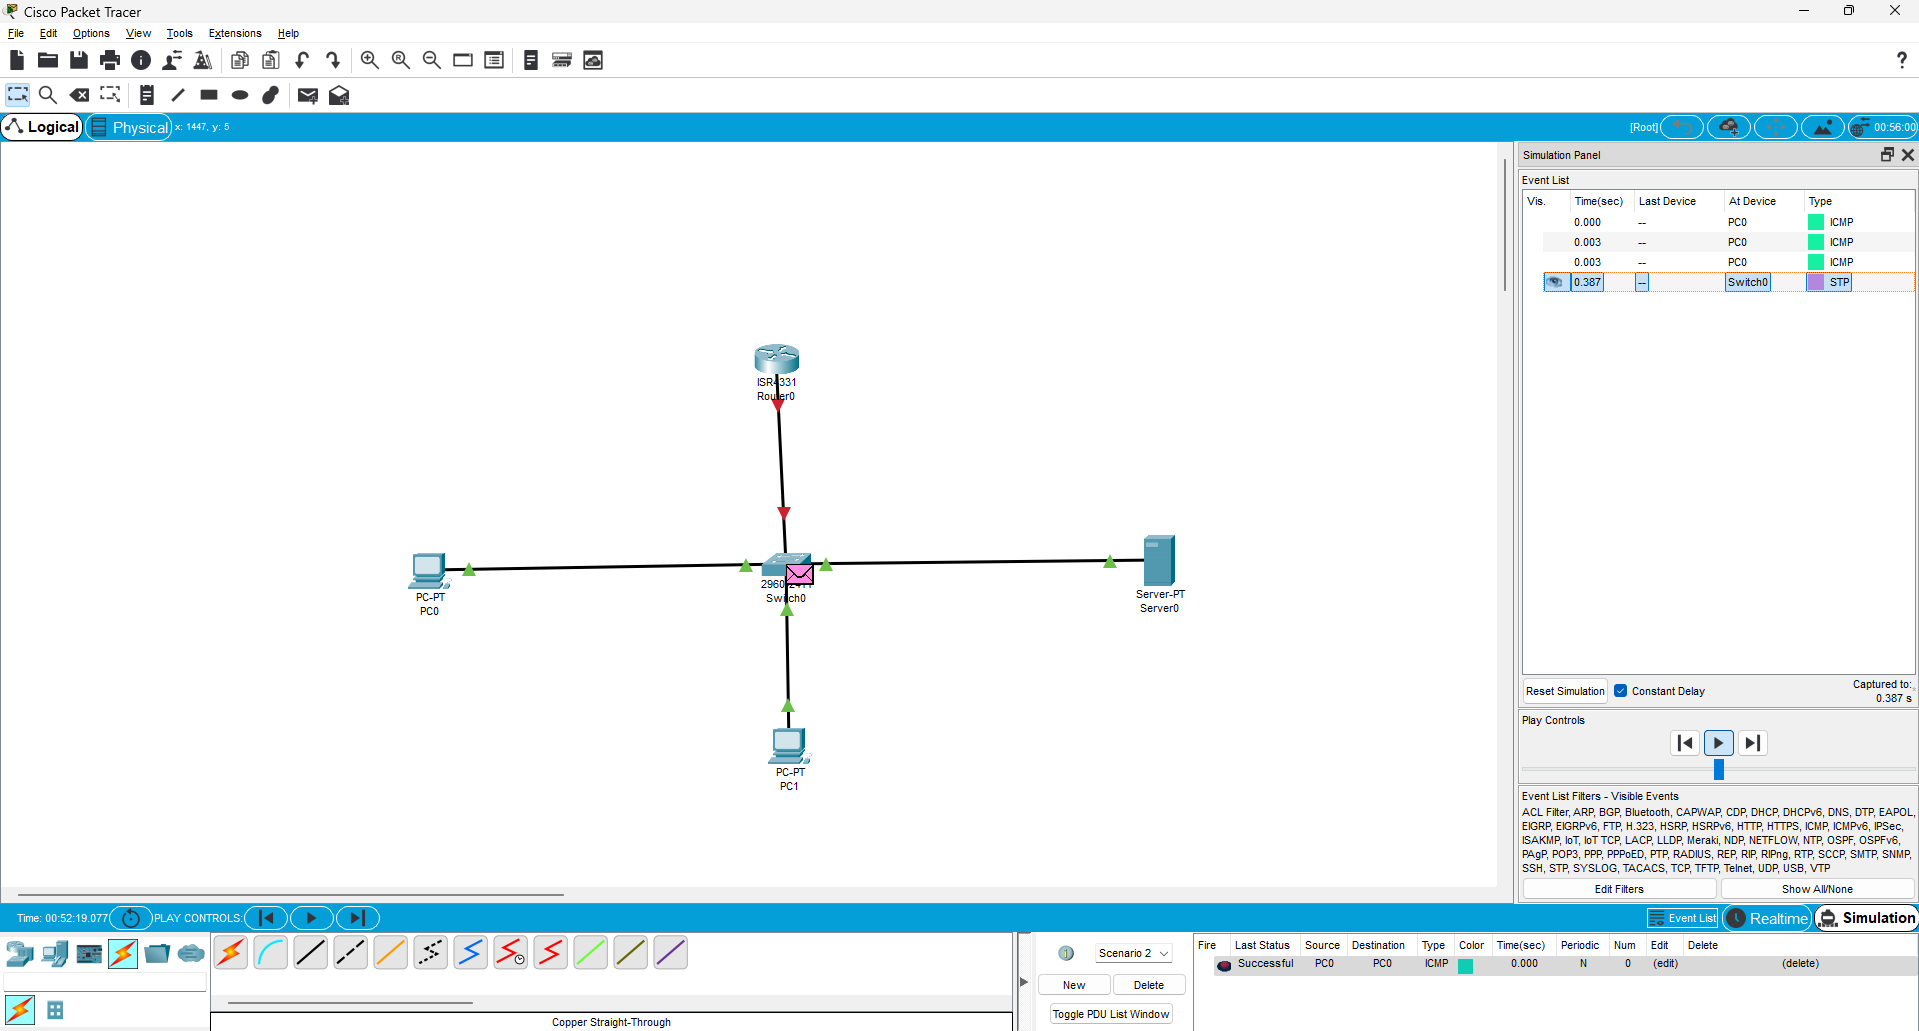 Cisco Packet Tracer
File Edit Options View Tools Extensions Help
Logical Physical x: 1447, y: 5 [Root] 00:56:00
Simulation Panel
Event List
Vis. Time(sec) Last Device At Device Type
0.000 -- PC0 ICMP
0.003 -- PC0 ICMP
0.003 -- PC0 ICMP
0.387 -- Switch0 STP
ISR4331
Router0
PC-PT
PC0
Switch0
Server-PT
Server0
PC-PT
PC1
Reset Simulation Constant Delay Captured to:
0.387 s
Play Controls
Event List Filters - Visible Events
ACL Filter, ARP, BGP, Bluetooth, CAPWAP, CDP, DHCP, DHCPv6, DNS, DTP, EAPOL,
EIGRP, EIGRPv6, FTP, H.323, HSRP, HSRPv6, HTTP, HTTPS, ICMP, ICMPv6, IPSec,
ISAKMP, IoT, IoT TCP, LACP, LLDP, Meraki, NDP, NETFLOW, NTP, OSPF, OSPFv6,
PAgP, POP3, PPP, PPPoED, PTP, RADIUS, REP, RIP, RIPng, RTP, SCCP, SMTP, SNMP,
SSH, STP, SYSLOG, TACACS, TCP, TFTP, Telnet, UDP, USB, VTP
Edit Filters Show All/None
Time: 00:52:19.077 PLAY CONTROLS: Event List Realtime Simulation
Scenario 2
New Delete
Toggle PDU List Window
Fire Last Status Source Destination Type Color Time(sec) Periodic Num Edit Delete
Successful PC0 PC0 ICMP 0.000 N 0 (edit) (delete)
Copper Straight-Through